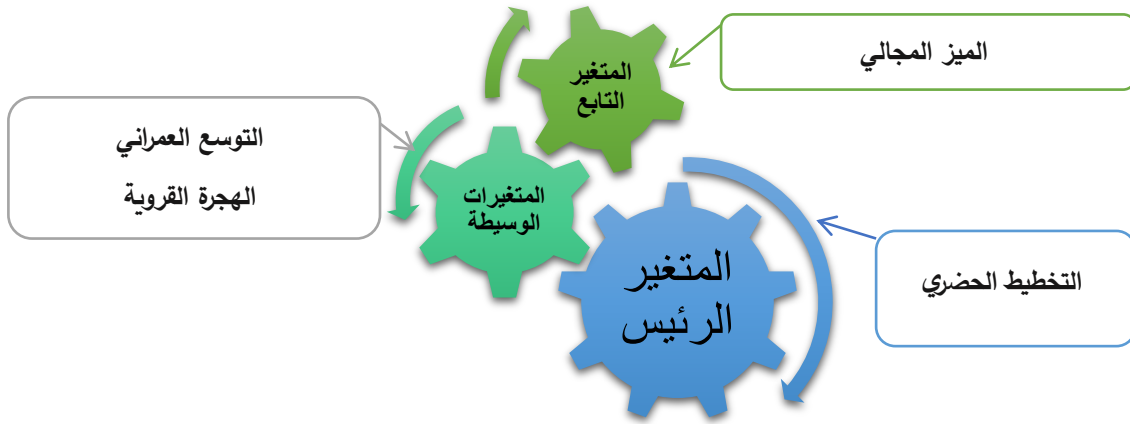 الميز المجالي
المتغير
التابع
التوسع العمراني
الهجرة القروية
المتغيرات
الوسيطة
المتغير
الرئيس
التخطيط الحضري